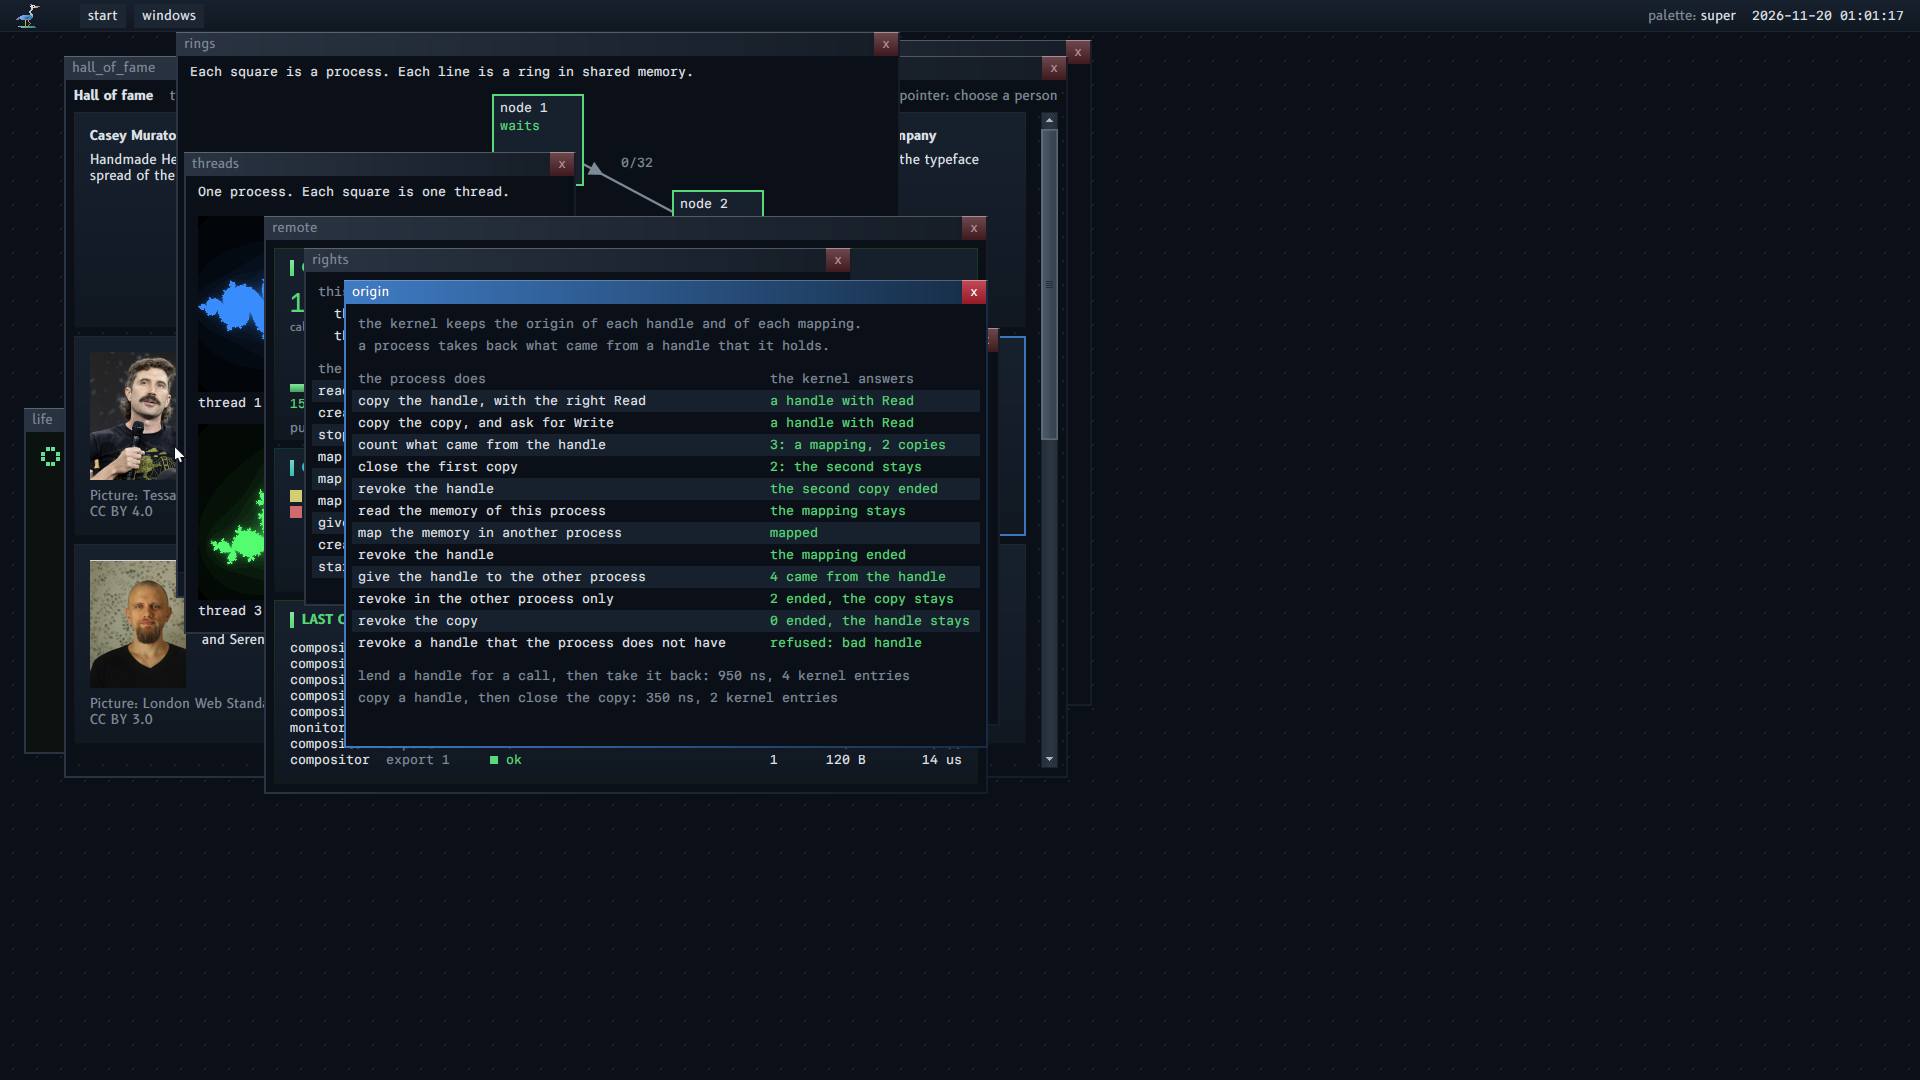 start windows palette: super 2026-11-20 01:01:17
rings x
x
hall_of_fame
x
Each square is a process. Each line is a ring in shared memory.
Hall of fame
pointer: choose a person
node 1
waits
Casey Murato
Handmade He
spread of the
the typeface
threads x
0/32
One process. Each square is one thread.
node 2
remote x
rights x
origin x
the kernel keeps the origin of each handle and of each mapping.
a process takes back what came from a handle that it holds.
the process does the kernel answers
copy the handle, with the right Read a handle with Read
copy the copy, and ask for Write a handle with Read
count what came from the handle 3: a mapping, 2 copies
close the first copy 2: the second stays
revoke the handle the second copy ended
read the memory of this process the mapping stays
map the memory in another process mapped
revoke the handle the mapping ended
give the handle to the other process 4 came from the handle
revoke in the other process only 2 ended, the copy stays
revoke the copy 0 ended, the handle stays
revoke a handle that the process does not have refused: bad handle
lend a handle for a call, then take it back: 950 ns, 4 kernel entries
copy a handle, then close the copy: 350 ns, 2 kernel entries
the
map
map
map
thread 1
life
Picture: Tessa
CC BY 4.0
thread 3
and Seren
Picture: London Web Standa
CC BY 3.0
LAST
composi
composi
composi
composi
composi
monitor
composi
compositor export 1 ok 1 120 B 14 us